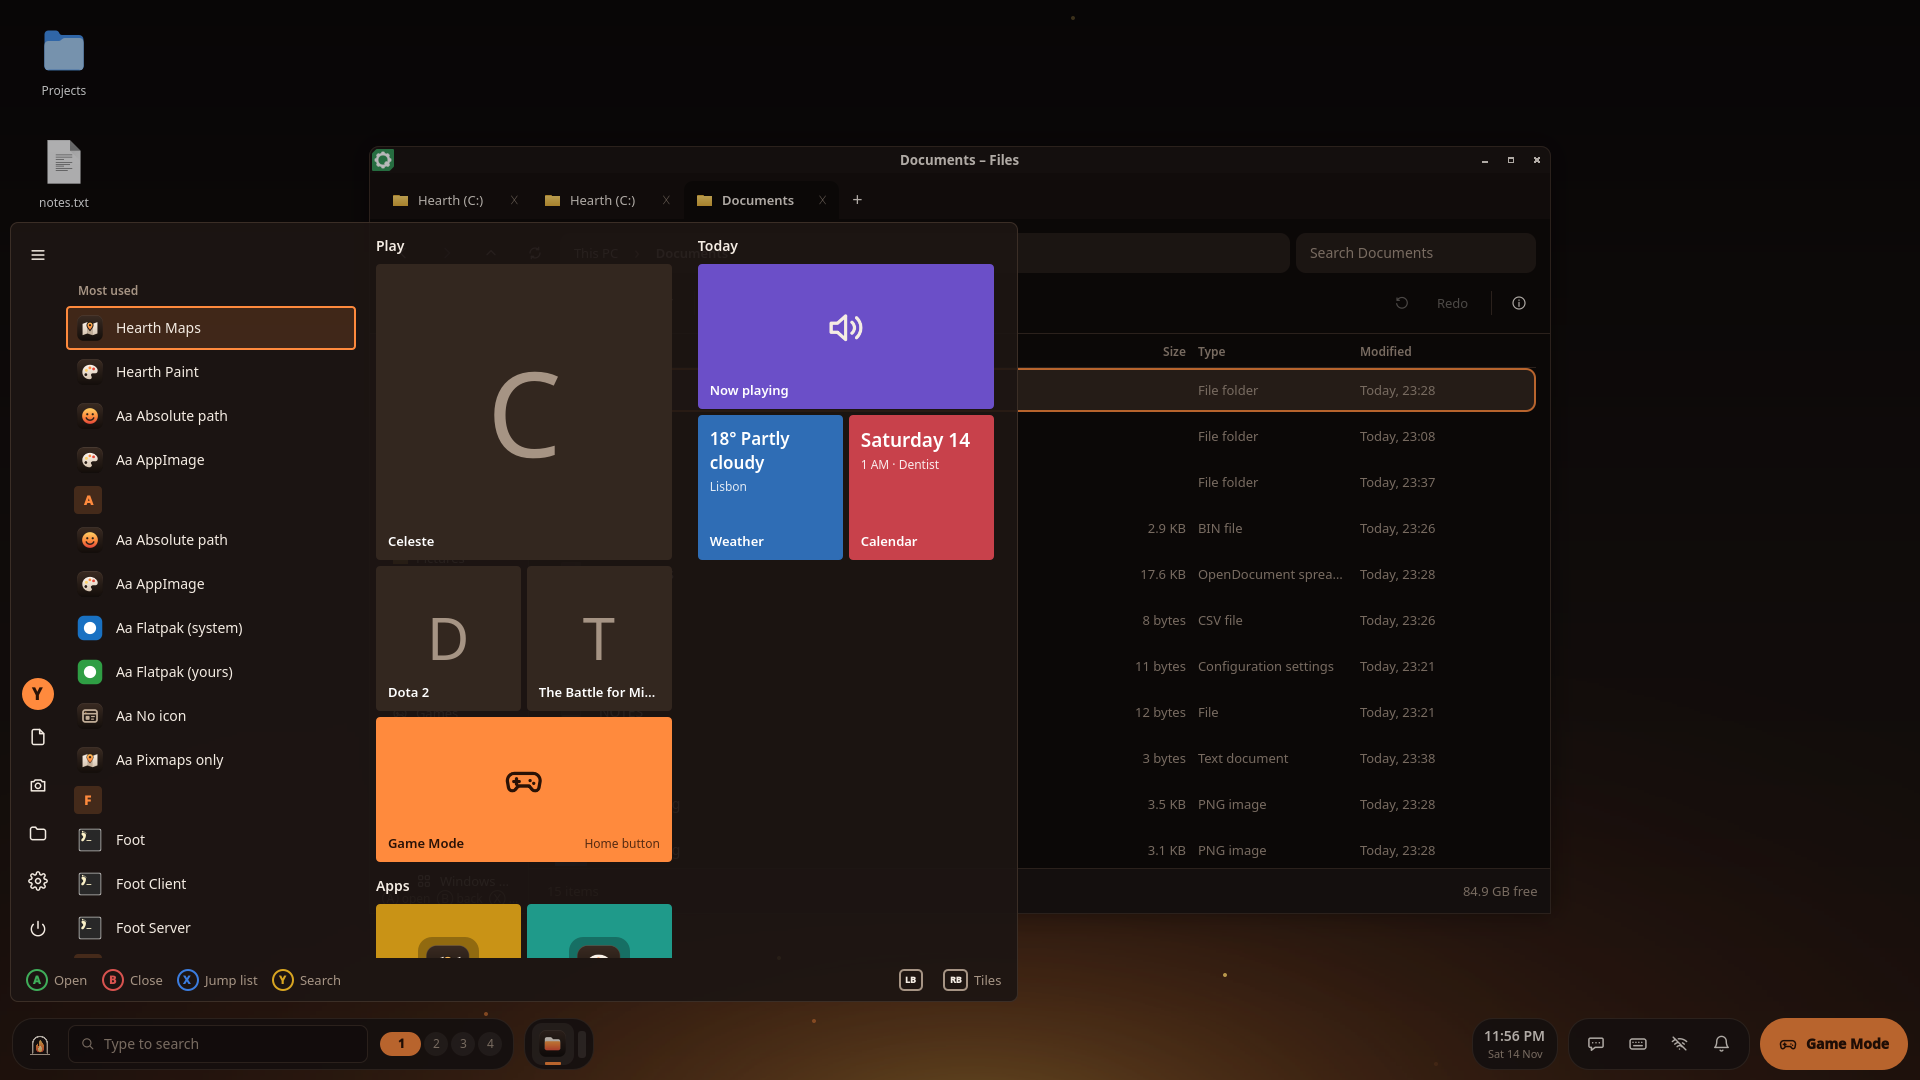 Projects
notes.txt
Documents – Files
Hearth (C:) X
Hearth (C:) X
Documents X +
This PC › Documents
Search Documents
Redo
Size Type Modified
File folder Today, 23:28
File folder Today, 23:08
File folder Today, 23:37
2.9 KB BIN file Today, 23:26
17.6 KB OpenDocument sprea... Today, 23:28
8 bytes CSV file Today, 23:26
11 bytes Configuration settings Today, 23:21
12 bytes File Today, 23:21
3 bytes Text document Today, 23:38
3.5 KB PNG image Today, 23:28
3.1 KB PNG image Today, 23:28
84.9 GB free
Most used
Hearth Maps
Hearth Paint
Aa Absolute path
Aa AppImage
A
Aa Absolute path
Aa AppImage
Aa Flatpak (system)
Aa Flatpak (yours)
Aa No icon
Aa Pixmaps only
F
Foot
Foot Client
Foot Server
Y
Play
C
Celeste
D
Dota 2
T
The Battle for Mi...
Game Mode Home button
Apps
Windows ...
15 items
Today
Now playing
18° Partly
cloudy
Lisbon
Weather
Saturday 14
1 AM · Dentist
Calendar
A Open B Close X Jump list Y Search
LB RB Tiles
Type to search
1 2 3 4
11:56 PM
Sat 14 Nov
Game Mode